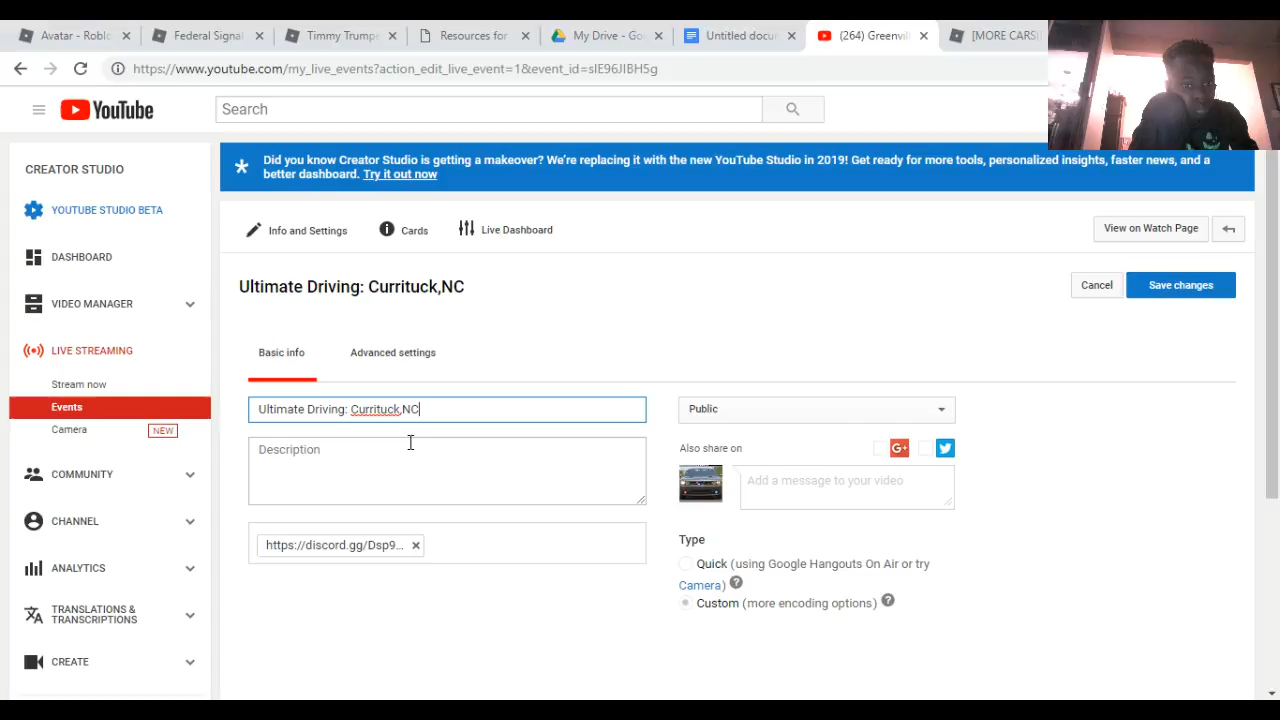 Avatar - Roblo
Federal Signal
Timmy Trumpe
Resources for
My Drive - Go
Untitled docu
(264) Greenvil
[MORE CARS!]
https://www.youtube.com/my_live_events?action_edit_live_event=1&event_id=slE96JIBH5g
YouTube
Search
CREATOR STUDIO
YOUTUBE STUDIO BETA
DASHBOARD
VIDEO MANAGER
LIVE STREAMING
Stream now
Events
Camera
NEW
COMMUNITY
CHANNEL
ANALYTICS
TRANSLATIONS &
TRANSCRIPTIONS
CREATE
Did you know Creator Studio is getting a makeover? We're replacing it with the new YouTube Studio in 2019! Get ready for more tools, personalized insights, faster news, and a
better dashboard. Try it out now
Info and Settings
Cards
Live Dashboard
View on Watch Page
Ultimate Driving: Currituck,NC
Cancel
Save changes
Basic info
Advanced settings
Ultimate Driving: Currituck,NC
Description
https://discord.gg/Dsp9...
Public
Also share on
G+
Add a message to your video
Type
Quick (using Google Hangouts On Air or try
Camera) ?
Custom (more encoding options) ?